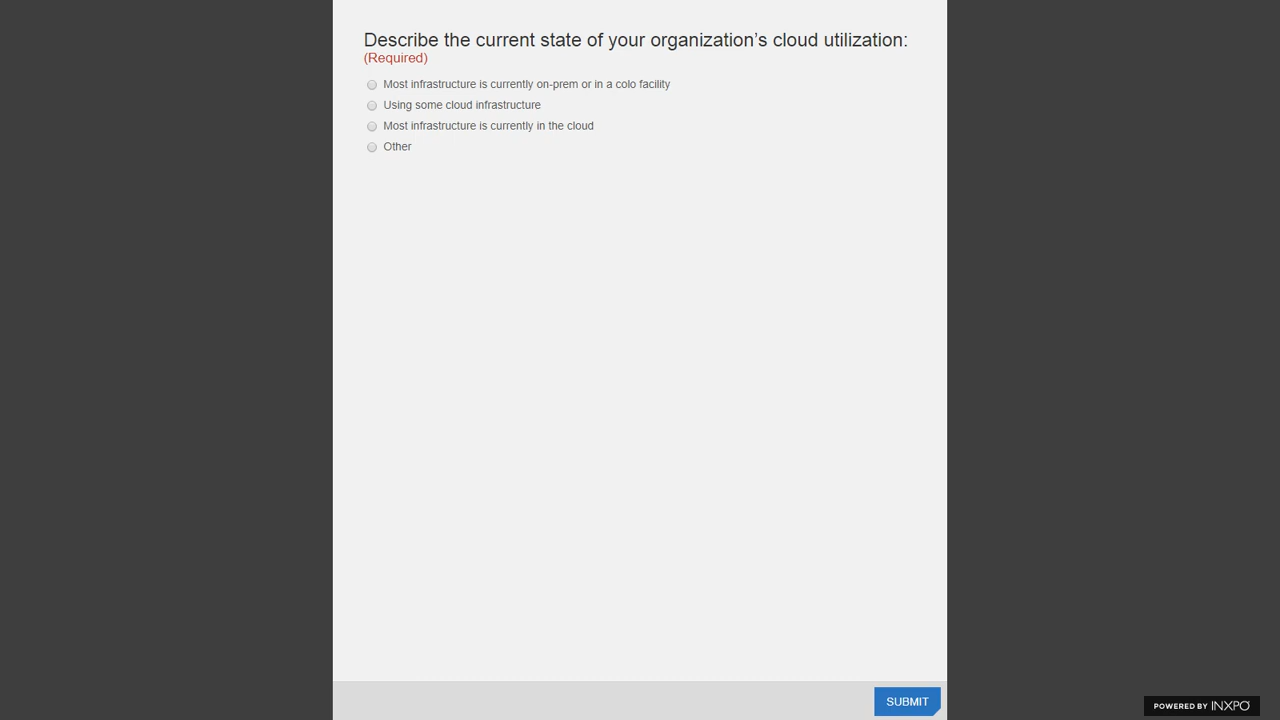 Describe the current state of your organization’s cloud utilization:
(Required)
Most infrastructure is currently on-prem or in a colo facility
Using some cloud infrastructure
Most infrastructure is currently in the cloud
Other
SUBMIT
POWERED BY INXPO